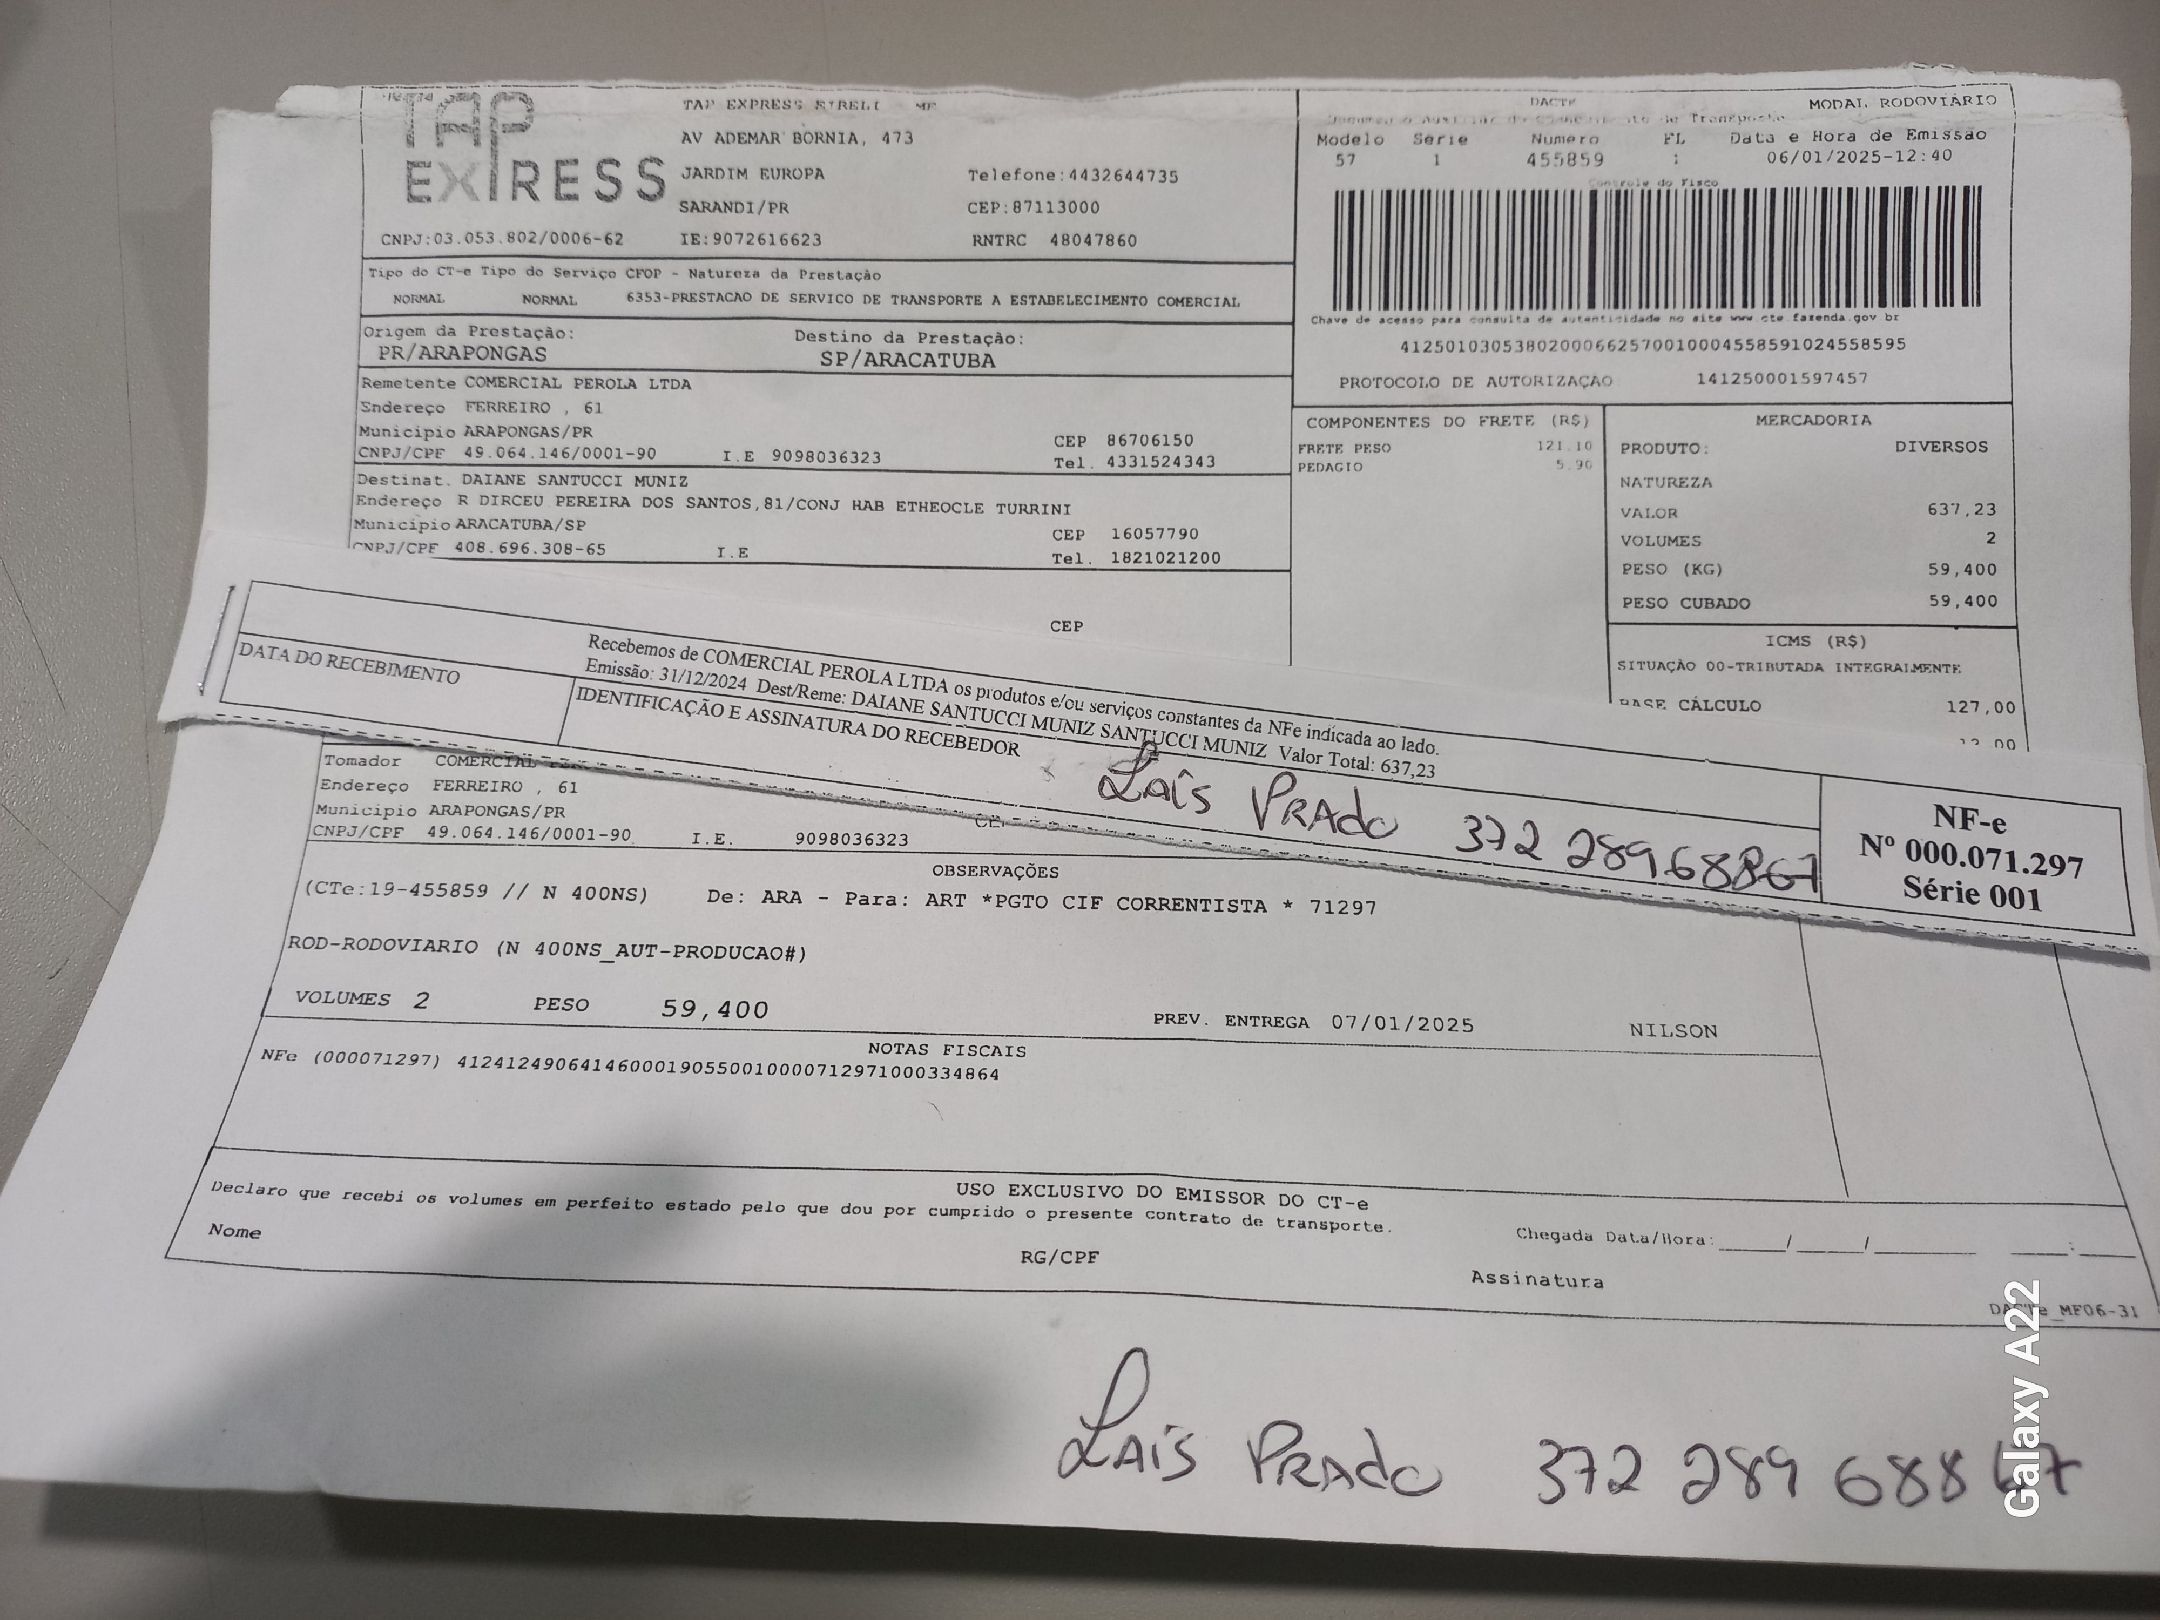 TAP
EXPRESS
TAP EXPRESS EIRELI ME
AV ADEMAR BORNIA, 473
JARDIM EUROPA Telefone:4432644735
SARANDI/PR CEP:87113000
CNPJ:03.053.802/0006-62 IE:9072616623 RNTRC 48047860
DACTE MODAL RODOVIÁRIO
Modelo Serie Numero FL Data e Hora de Emissão
57 1 455859 06/01/2025-12:40
Controle do Fisco
Chave de acesso para consulta de autenticidade no site www.cte.fazenda.gov.br
41250103053802000662570010004558591024558595
PROTOCOLO DE AUTORIZAÇÃO 141250001597457
Tipo do CT-e Tipo do Serviço CFOP - Natureza da Prestação
NORMAL NORMAL 6353-PRESTACAO DE SERVICO DE TRANSPORTE A ESTABELECIMENTO COMERCIAL
Origem da Prestação: Destino da Prestação:
PR/ARAPONGAS SP/ARACATUBA
Remetente COMERCIAL PEROLA LTDA
Endereço FERREIRO , 61
Municipio ARAPONGAS/PR CEP 86706150
CNPJ/CPF 49.064.146/0001-90 I.E 9098036323 Tel. 4331524343
Destinat. DAIANE SANTUCCI MUNIZ
Endereço R DIRCEU PEREIRA DOS SANTOS,81/CONJ HAB ETHEOCLE TURRINI
Municipio ARACATUBA/SP CEP 16057790
CNPJ/CPF 408.696.308-65 I.E Tel. 1821021200
CEP
COMPONENTES DO FRETE (R$)
FRETE PESO 121.10
PEDAGIO 5.90
MERCADORIA
PRODUTO: DIVERSOS
NATUREZA
VALOR 637,23
VOLUMES 2
PESO (KG) 59,400
PESO CUBADO 59,400
ICMS (R$)
SITUAÇÃO 00-TRIBUTADA INTEGRALMENTE
BASE CÁLCULO 127,00
Recebemos de COMERCIAL PEROLA LTDA os produtos e/ou serviços constantes da NFe indicada ao lado.
Emissão: 31/12/2024 Dest/Reme: DAIANE SANTUCCI MUNIZ SANTUCCI MUNIZ Valor Total: 637,23
DATA DO RECEBIMENTO IDENTIFICAÇÃO E ASSINATURA DO RECEBEDOR
Laís Prado 372 289 68867
NF-e
Nº 000.071.297
Série 001
Tomador COMERCIAL
Endereço FERREIRO , 61
Municipio ARAPONGAS/PR
CNPJ/CPF 49.064.146/0001-90 I.E. 9098036323
OBSERVAÇÕES
(CTe:19-455859 // N 400NS) De: ARA - Para: ART *PGTO CIF CORRENTISTA * 71297
ROD-RODOVIARIO (N 400NS_AUT-PRODUCAO#)
VOLUMES 2 PESO 59,400 PREV. ENTREGA 07/01/2025 NILSON
NOTAS FISCAIS
NFe (000071297) 41241249064146000190550010000712971000334864
USO EXCLUSIVO DO EMISSOR DO CT-e
Declaro que recebi os volumes em perfeito estado pelo que dou por cumprido o presente contrato de transporte.
Nome RG/CPF Assinatura Chegada Data/Hora:_____/_____/_______ ____:____
DACTe_MF06-31
Laís Prado 372 289 68867
Galaxy A22